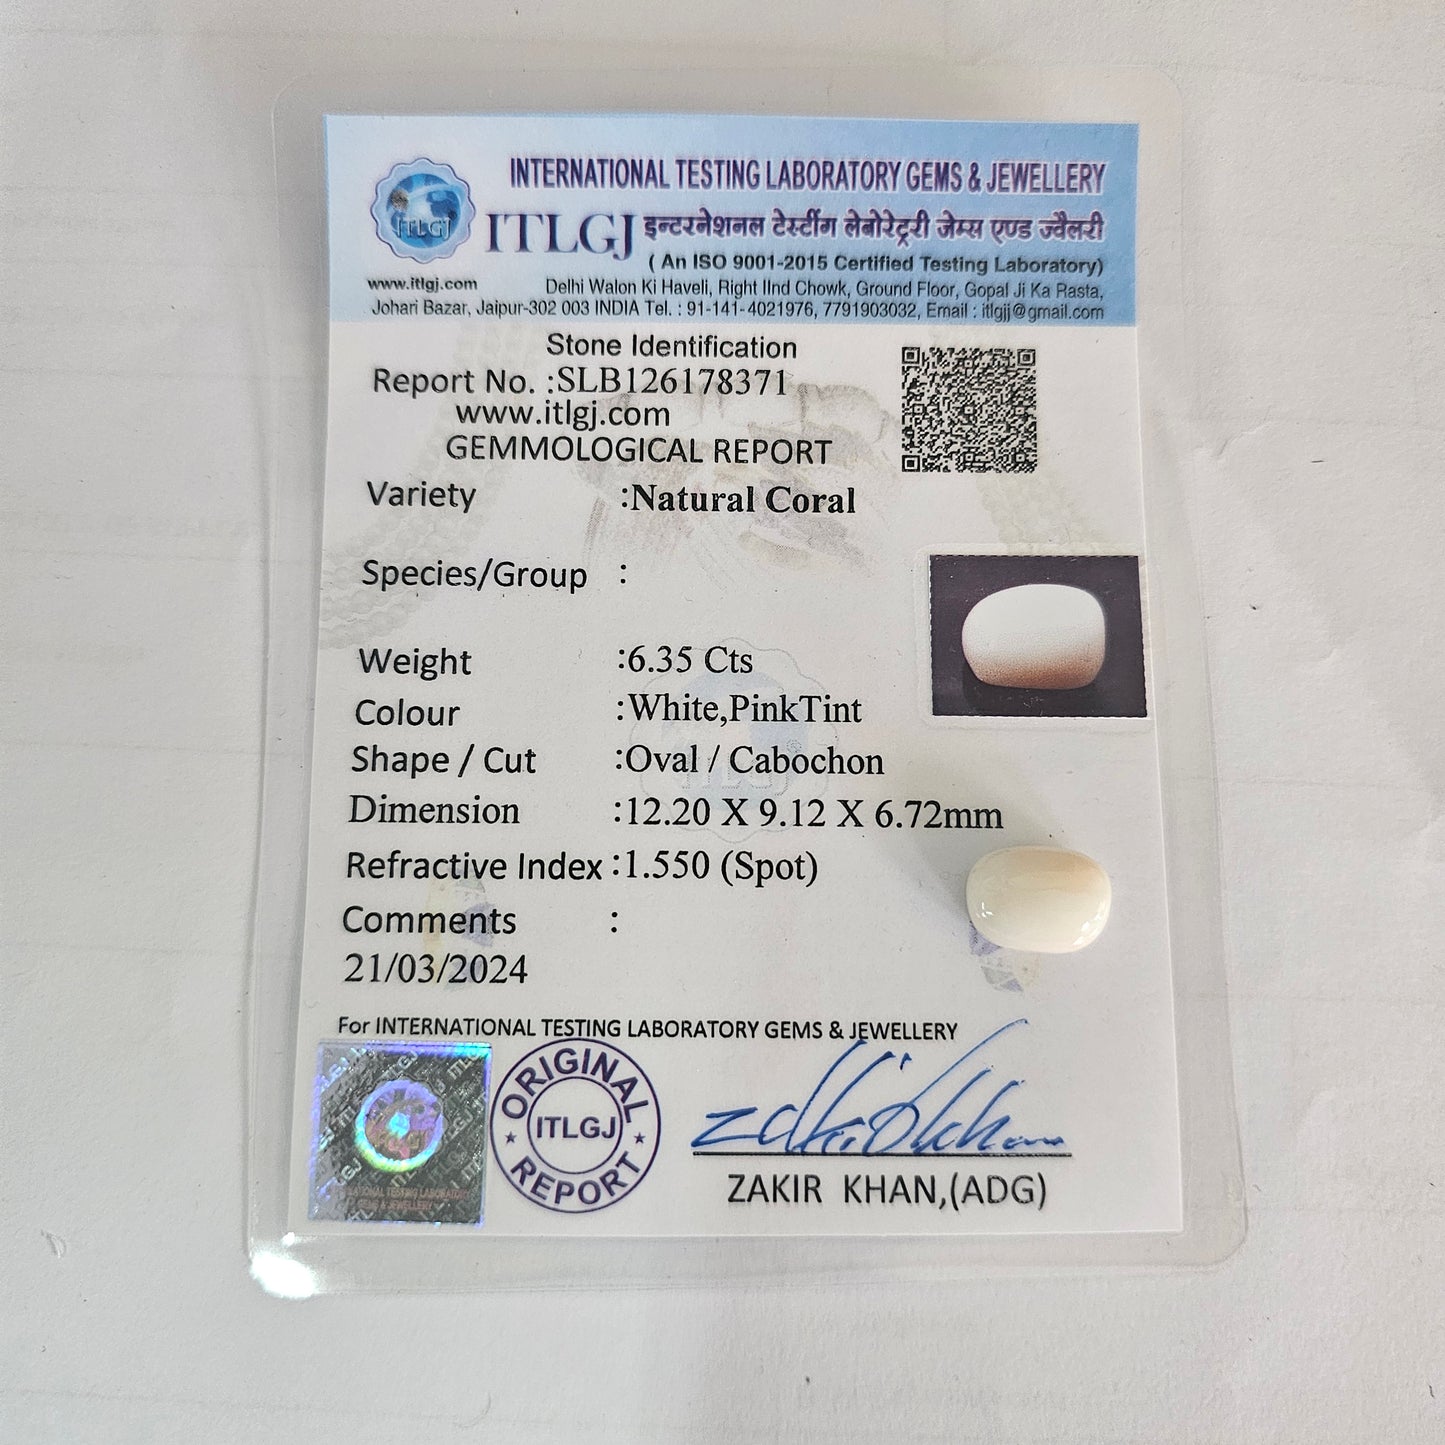 INTERNATIONAL TESTING LABORATORY GEMS & JEWELLERY
ITLGJ
ITLGJ इन्टरनेशनल टेस्टींग लेबोरेट्ररी जेम्स एण्ड ज्वैलरी
( An ISO 9001-2015 Certified Testing Laboratory)
www.itlgj.com Delhi Walon Ki Haveli, Right IInd Chowk, Ground Floor, Gopal Ji Ka Rasta,
Johari Bazar, Jaipur-302 003 INDIA Tel. : 91-141-4021976, 7791903032, Email : itlgjj@gmail.com
Stone Identification
Report No. :SLB126178371
www.itlgj.com
GEMMOLOGICAL REPORT
Variety :Natural Coral
Species/Group :
Weight :6.35 Cts
Colour :White,PinkTint
Shape / Cut :Oval / Cabochon
Dimension :12.20 X 9.12 X 6.72mm
Refractive Index :1.550 (Spot)
Comments :
21/03/2024
For INTERNATIONAL TESTING LABORATORY GEMS & JEWELLERY
ORIGINAL
ITLGJ
REPORT
ZAKIR KHAN,(ADG)